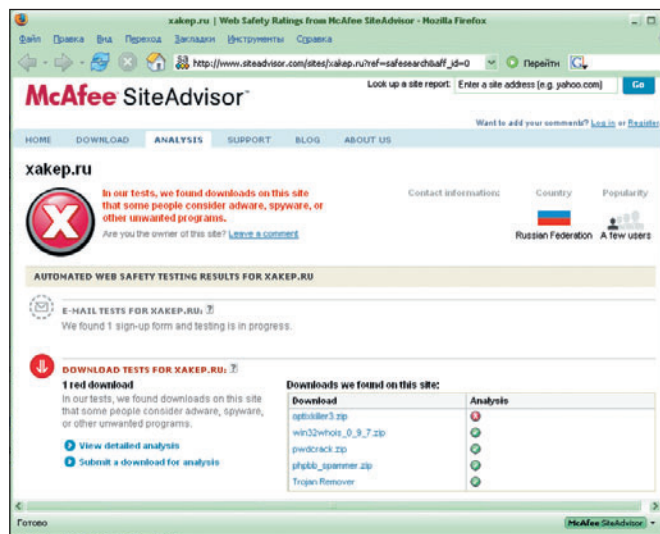 xakep.ru | Web Safety Ratings from McAfee SiteAdvisor - Mozilla Firefox
Файл Правка Вид Переход Закладки Инструменты Справка
http://www.siteadvisor.com/sites/xakep.ru?ref=safesearch&aff_id=0 Перейти
McAfee SiteAdvisor™
Look up a site report: Enter a site address [e.g. yahoo.com] Go
Want to add your comments? Log in or Register
HOME DOWNLOAD ANALYSIS SUPPORT BLOG ABOUT US
xakep.ru
In our tests, we found downloads on this site that some people consider adware, spyware, or other unwanted programs.
Are you the owner of this site? Leave a comment
Contact information: Country Popularity
Russian Federation A few users
AUTOMATED WEB SAFETY TESTING RESULTS FOR XAKEP.RU
E-MAIL TESTS FOR XAKEP.RU: ?
We found 1 sign-up form and testing is in progress.
DOWNLOAD TESTS FOR XAKEP.RU: ?
1 red download
In our tests, we found downloads on this site that some people consider adware, spyware, or other unwanted programs.
View detailed analysis
Submit a download for analysis
Downloads we found on this site:
Download Analysis
optixkiller3.zip
win32whois_0_9_7.zip
pwdcrack.zip
phpbb_spammer.zip
Trojan Remover
Готово
McAfee SiteAdvisor